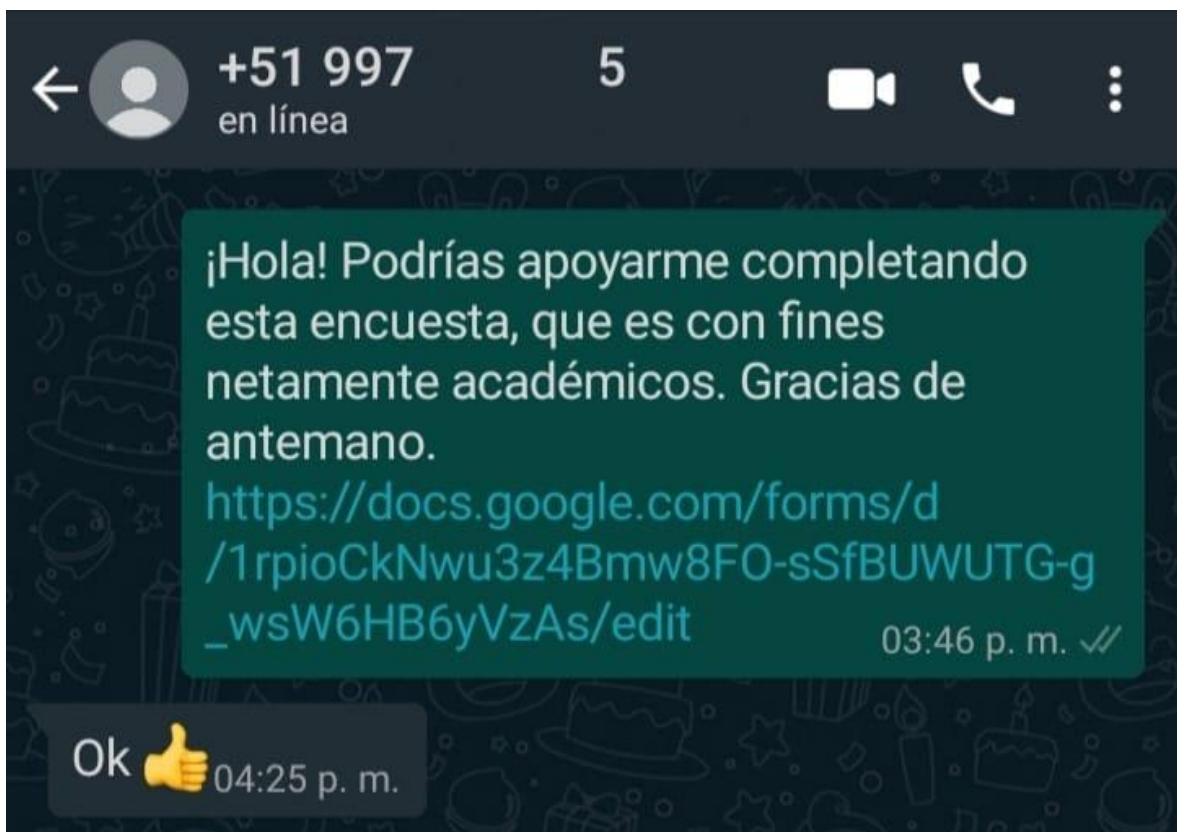 +51 997 5
en línea
¡Hola! Podrías apoyarme completando
esta encuesta, que es con fines
netamente académicos. Gracias de
antemano.
https://docs.google.com/forms/d
/1rpioCkNwu3z4Bmw8FO-sSfBUWUTG-g
_wsW6HB6yVzAs/edit
03:46 p. m.
Ok 👍 04:25 p. m.